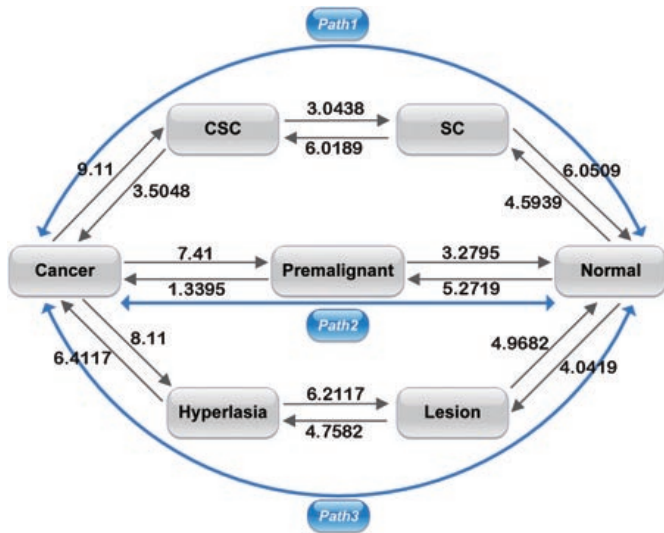 Path1
CSC
3.0438
SC
6.0189
9.11
3.5048
6.0509
4.5939
Cancer
7.41
Premalignant
3.2795
Normal
1.3395
5.2719
Path2
8.11
6.4117
4.9682
4.0419
Hyperlasia
6.2117
Lesion
4.7582
Path3